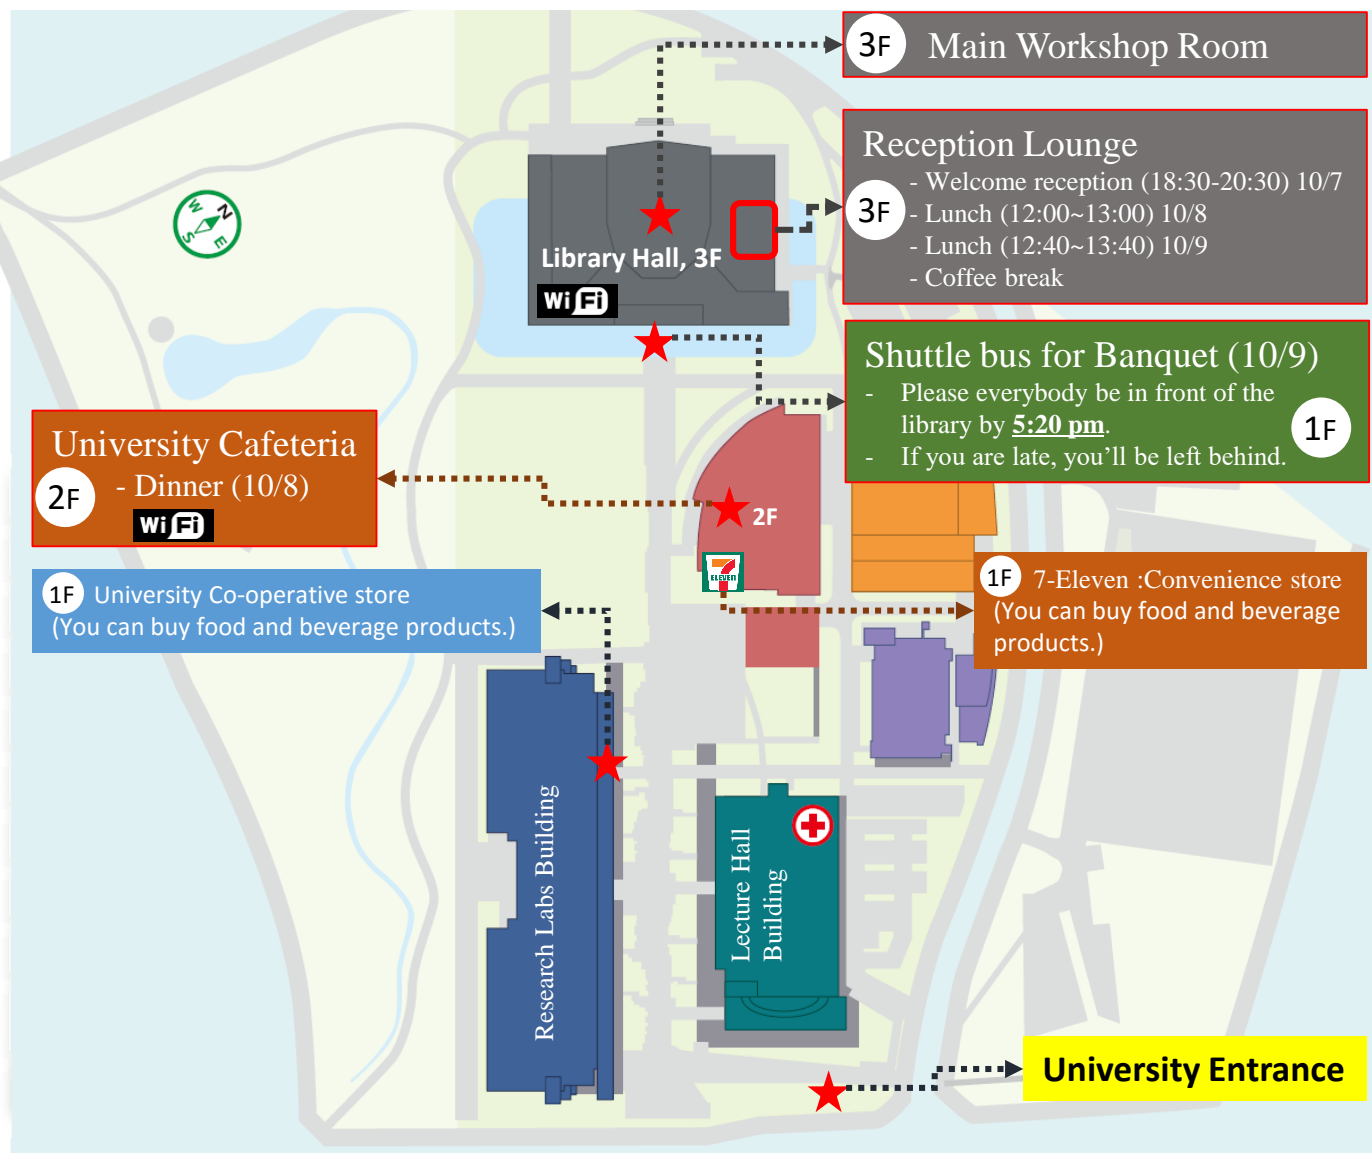 3F Main Workshop Room
Reception Lounge
3F
- Welcome reception (18:30-20:30) 10/7
- Lunch (12:00~13:00) 10/8
- Lunch (12:40~13:40) 10/9
- Coffee break
N
W
E
S
Library Hall, 3F
WiFi
Shuttle bus for Banquet (10/9)
- Please everybody be in front of the
library by 5:20 pm.
- If you are late, you’ll be left behind.
1F
University Cafeteria
2F - Dinner (10/8)
WiFi
2F
7 ELEVEN
1F University Co-operative store
(You can buy food and beverage products.)
1F 7-Eleven :Convenience store
(You can buy food and beverage
products.)
Research Labs Building
Lecture Hall
Building
University Entrance